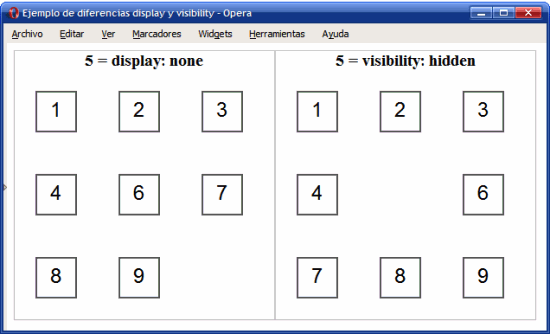 Ejemplo de diferencias display y visibility - Opera
Archivo Editar Ver Marcadores Widgets Herramientas Ayuda
5 = display: none
1 2 3
4 6 7
8 9
5 = visibility: hidden
1 2 3
4 6
7 8 9